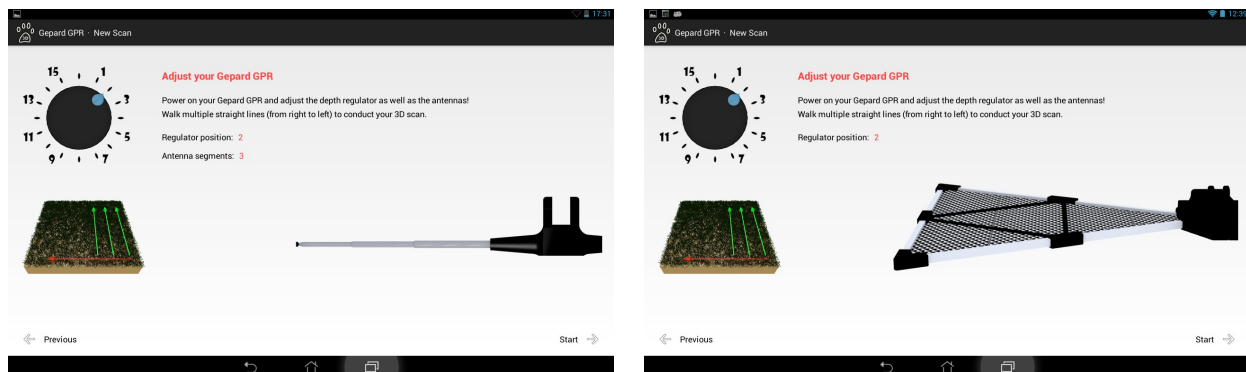 17:31
3D
Gepard GPR · New Scan
15
1
13
3
11
5
9
7
Adjust your Gepard GPR
Power on your Gepard GPR and adjust the depth regulator as well as the antennas!
Walk multiple straight lines (from right to left) to conduct your 3D scan.
Regulator position: 2
Antenna segments: 3
Previous
Start
12:39
3D
Gepard GPR · New Scan
15
1
13
3
11
5
9
7
Adjust your Gepard GPR
Power on your Gepard GPR and adjust the depth regulator as well as the antennas!
Walk multiple straight lines (from right to left) to conduct your 3D scan.
Regulator position: 2
Previous
Start